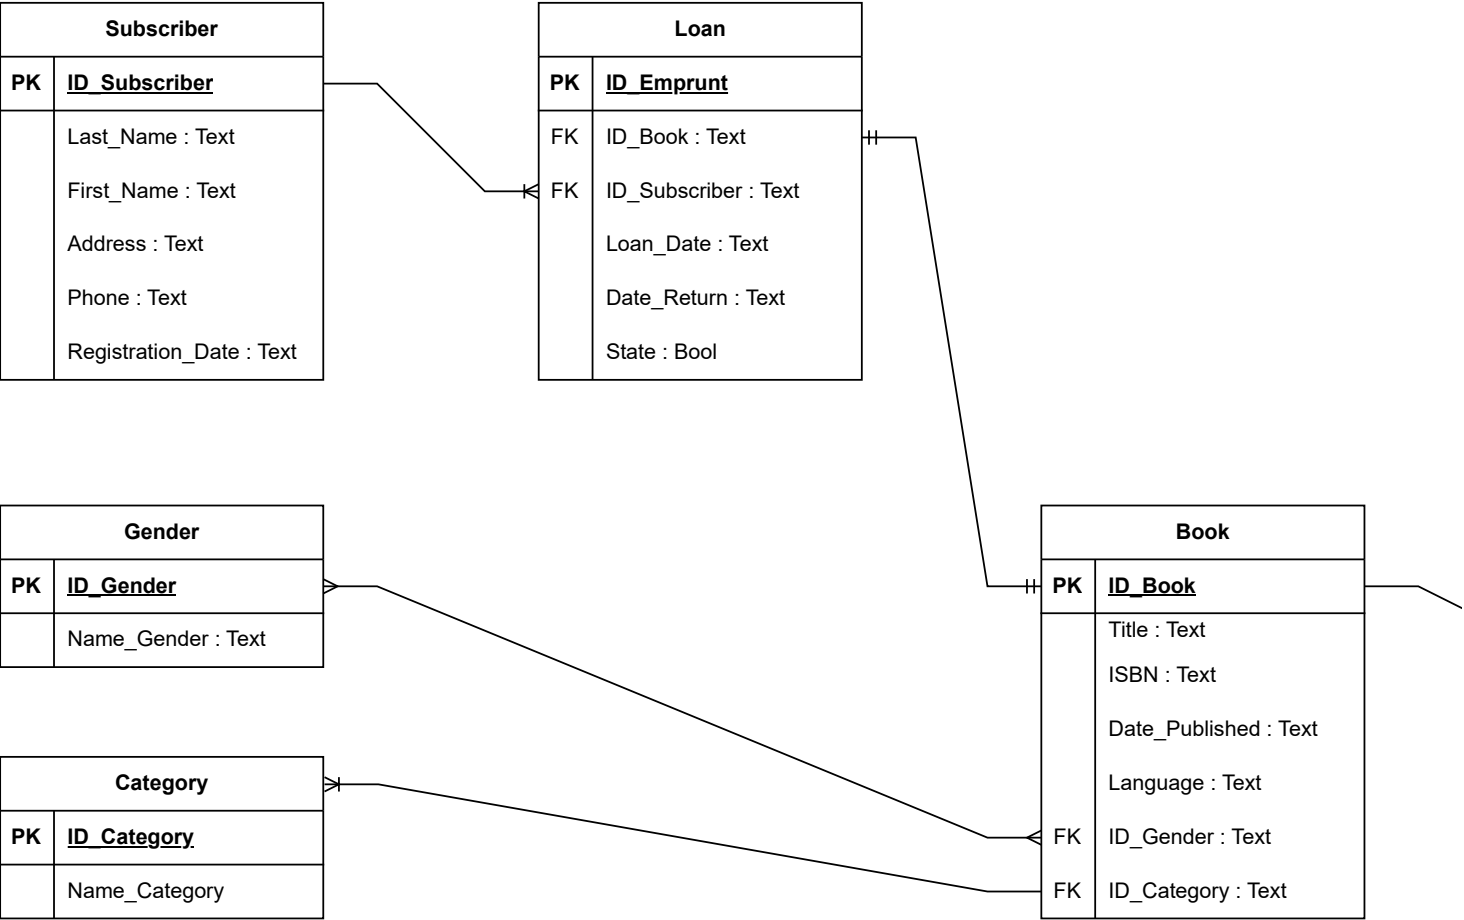 Subscriber
PK ID_Subscriber
Last_Name : Text
First_Name : Text
Address : Text
Phone : Text
Registration_Date : Text
Loan
PK ID_Emprunt
FK ID_Book : Text
FK ID_Subscriber : Text
Loan_Date : Text
Date_Return : Text
State : Bool
Gender
PK ID_Gender
Name_Gender : Text
Category
PK ID_Category
Name_Category
Book
PK ID_Book
Title : Text
ISBN : Text
Date_Published : Text
Language : Text
FK ID_Gender : Text
FK ID_Category : Text